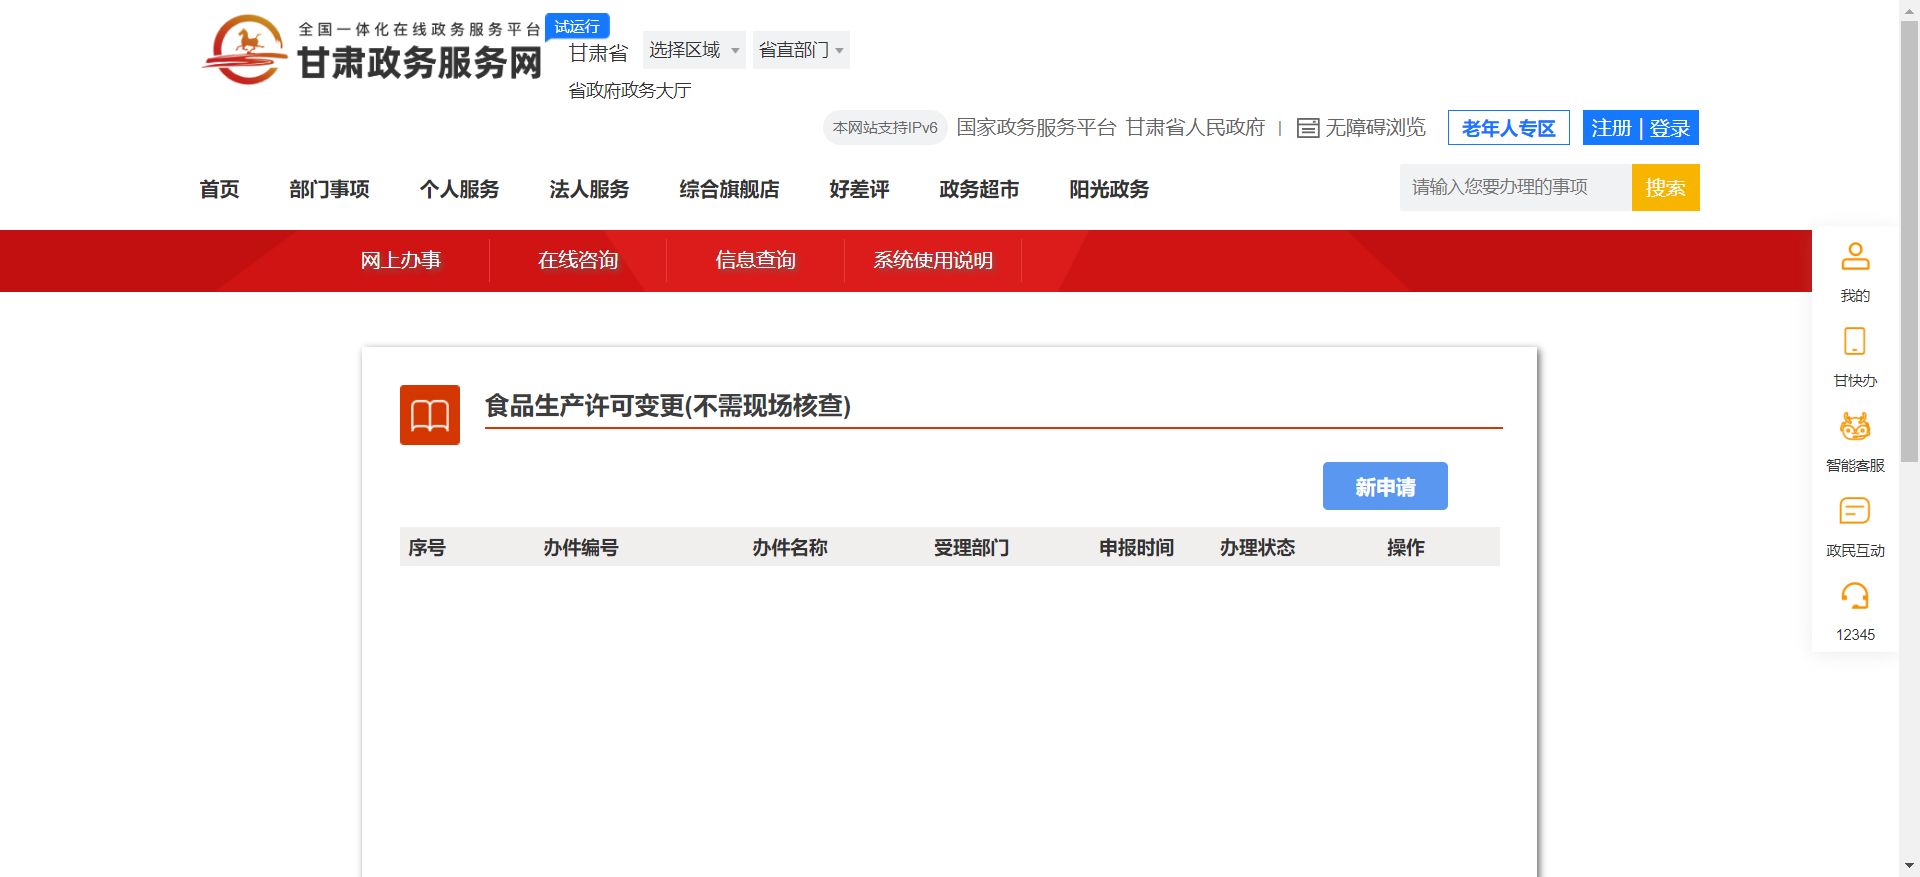 全国一体化在线政务服务平台
试运行
甘肃政务服务网
甘肃省 选择区域 省直部门
省政府政务大厅
本网站支持IPv6 国家政务服务平台 甘肃省人民政府 | 无障碍浏览 老年人专区 注册 | 登录
首页 部门事项 个人服务 法人服务 综合旗舰店 好差评 政务超市 阳光政务 请输入您要办理的事项 搜索
网上办事 在线咨询 信息查询 系统使用说明
我的
甘快办
智能客服
政民互动
12345
食品生产许可变更(不需现场核查)
新申请
序号 办件编号 办件名称 受理部门 申报时间 办理状态 操作